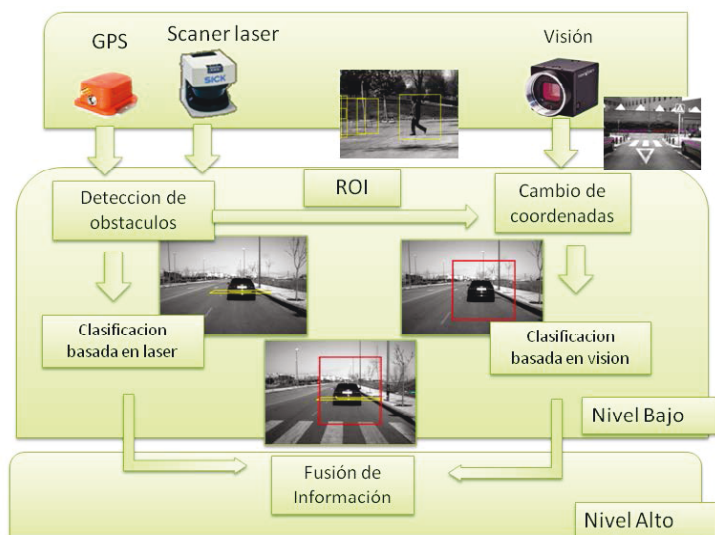 GPS
Scaner laser
Visión
SICK
Deteccion de
obstaculos
ROI
Cambio de
coordenadas
Clasificacion
basada en laser
Clasificacion
basada en vision
Nivel Bajo
Fusión de
Información
Nivel Alto